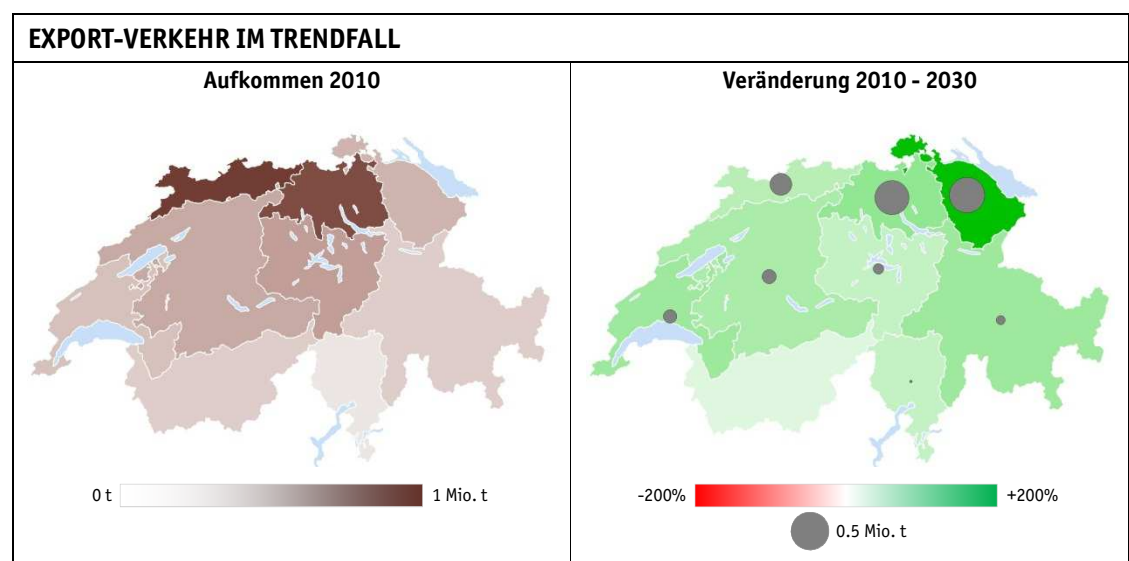 EXPORT-VERKEHR IM TRENDFALL
Aufkommen 2010
Veränderung 2010 - 2030
0 t
1 Mio. t
-200%
+200%
0.5 Mio. t